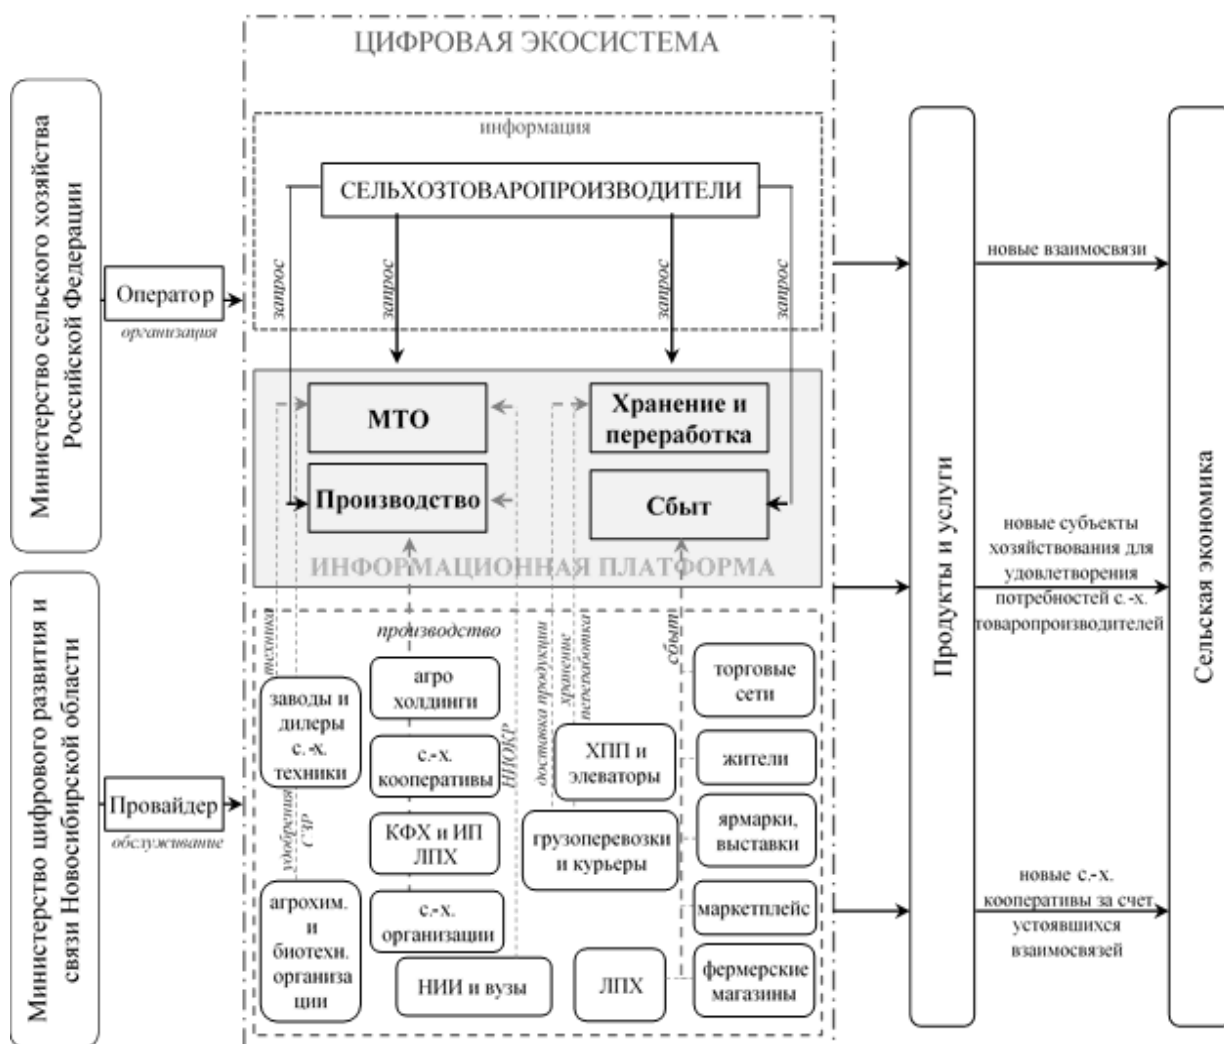 ЦИФРОВАЯ ЭКОСИСТЕМА
Министерство сельского хозяйства
Российской Федерации
Оператор
организация
Министерство цифрового развития и
связи Новосибирской области
Провайдер
обслуживание
информация
СЕЛЬХОЗТОВАРОПРОИЗВОДИТЕЛИ
запрос
запрос
запрос
запрос
МТО
Хранение и
переработка
Производство
Сбыт
ИНФОРМАЦИОННАЯ ПЛАТФОРМА
техника
удобрения
СЗР
производство
НИОКР
доставка продукции
хранение
переработка
сбыт
заводы и
дилеры
с.-х.
техники
агрохим.
и
биотехн.
организа
ции
агро
холдинги
с.-х.
кооперативы
КФХ и ИП
ЛПХ
с.-х.
организации
НИИ и вузы
ХПП и
элеваторы
грузоперевозки
и курьеры
ЛПХ
торговые
сети
жители
ярмарки,
выставки
маркетплейс
фермерские
магазины
Продукты и услуги
новые взаимосвязи
новые субъекты
хозяйствования для
удовлетворения
потребностей с.-х.
товаропроизводителей
новые с.-х.
кооперативы за счет
устоявшихся
взаимосвязей
Сельская экономика